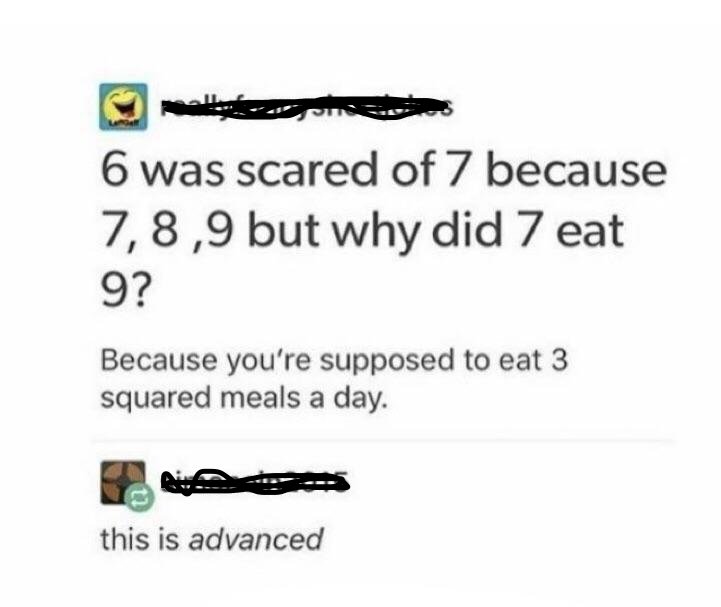 6 was scared of 7 because
7, 8 ,9 but why did 7 eat
9?
Because you're supposed to eat 3
squared meals a day.
this is advanced